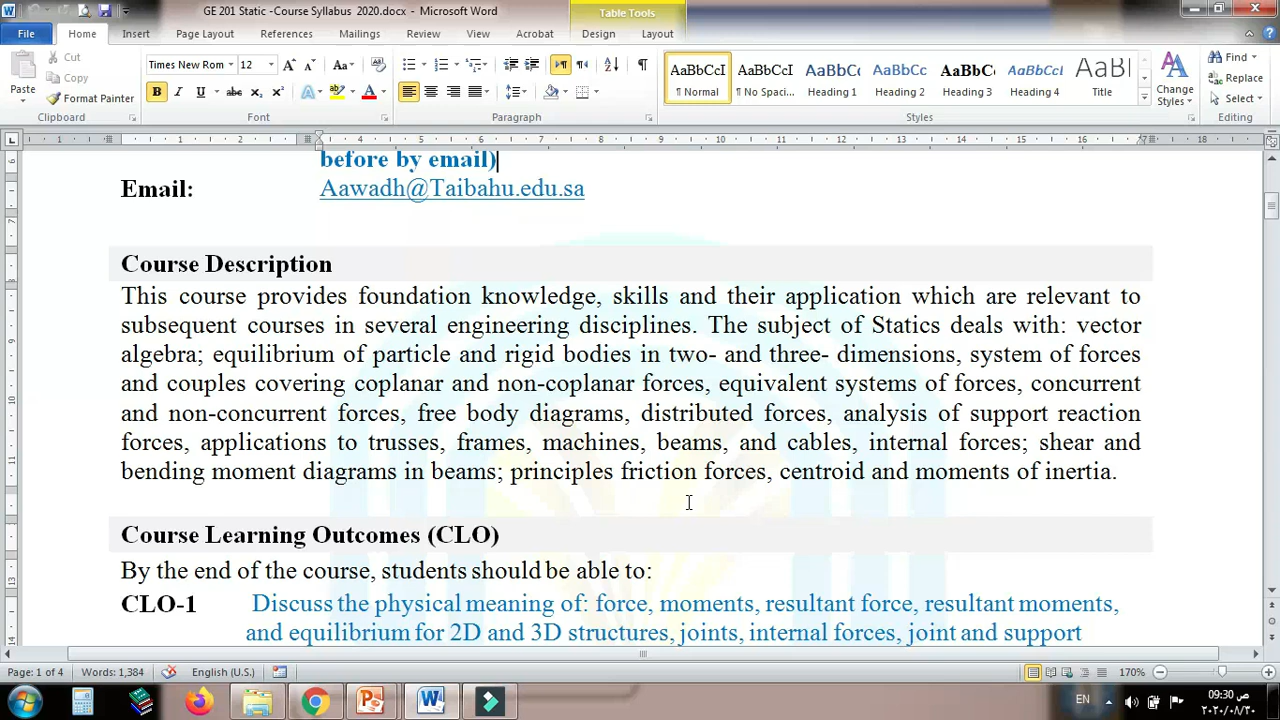 GE 201 Static -Course Syllabus 2020.docx - Microsoft Word
Table Tools
File Home Insert Page Layout References Mailings Review View Acrobat Design Layout
Paste
Cut
Copy
Format Painter
Clipboard
Times New Rom 12
Font
Paragraph
AaBbCcI AaBbCcI AaBbC AaBbCc AaBbCc AaBbCcI AaBl
¶ Normal ¶ No Spaci... Heading 1 Heading 2 Heading 3 Heading 4 Title
Change Styles
Styles
Find
Replace
Select
Editing
before by email)
Email: Aawadh@Taibahu.edu.sa
Course Description
This course provides foundation knowledge, skills and their application which are relevant to
subsequent courses in several engineering disciplines. The subject of Statics deals with: vector
algebra; equilibrium of particle and rigid bodies in two- and three- dimensions, system of forces
and couples covering coplanar and non-coplanar forces, equivalent systems of forces, concurrent
and non-concurrent forces, free body diagrams, distributed forces, analysis of support reaction
forces, applications to trusses, frames, machines, beams, and cables, internal forces; shear and
bending moment diagrams in beams; principles friction forces, centroid and moments of inertia.
Course Learning Outcomes (CLO)
By the end of the course, students should be able to:
CLO-1 Discuss the physical meaning of: force, moments, resultant force, resultant moments,
and equilibrium for 2D and 3D structures, joints, internal forces, joint and support
Page: 1 of 4 Words: 1,384 English (U.S.) 170%
EN
09:30 ص
٢٠٢٠/٠٨/٣٠